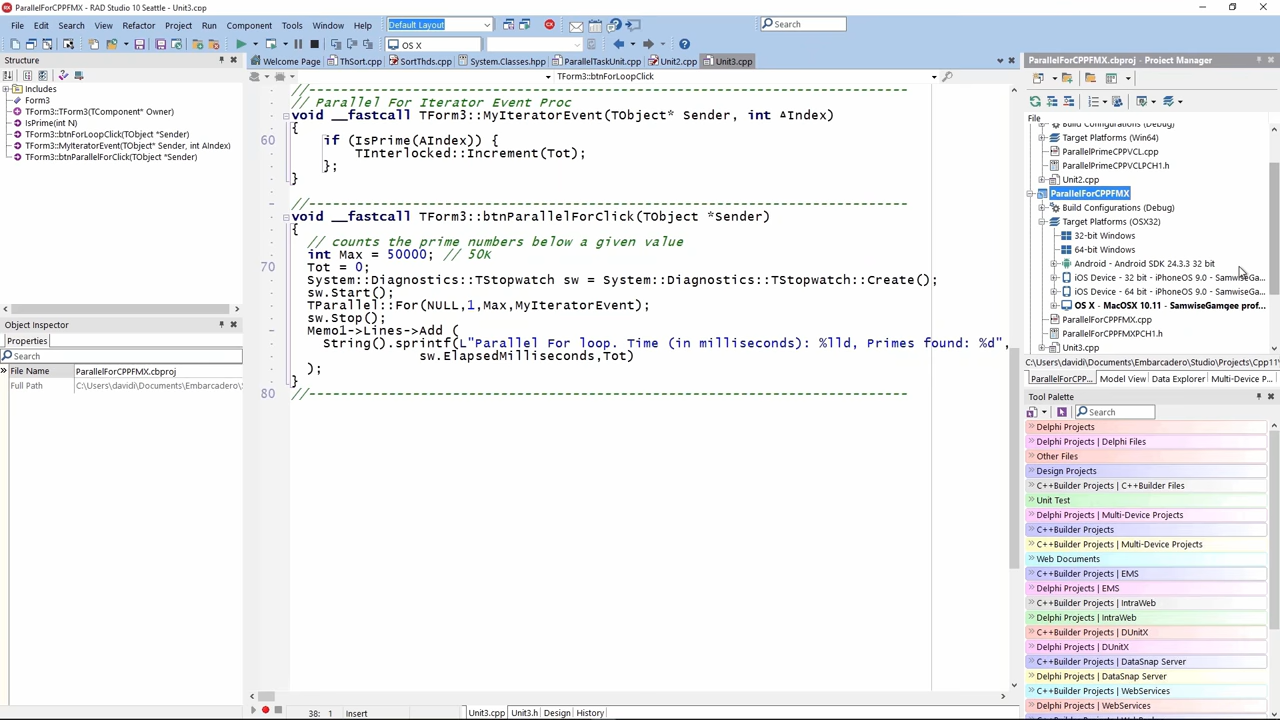 ParallelForCPPFMX - RAD Studio 10 Seattle - Unit3.cpp
File Edit Search View Refactor Project Run Component Tools Window Help
Default Layout
Search
OS X
Structure
Welcome Page ThSort.cpp SortThds.cpp System.Classes.hpp ParallelTaskUnit.cpp Unit2.cpp Unit3.cpp
TForm3::btnForLoopClick
Includes
Form3
TForm3::TForm3(TComponent* Owner)
IsPrime(int N)
TForm3::btnForLoopClick(TObject *Sender)
TForm3::MyIteratorEvent(TObject* Sender, int AIndex)
TForm3::btnParallelForClick(TObject *Sender)
Object Inspector
Properties
Search
File Name ParallelForCPPFMX.cbproj
Full Path C:\Users\davidi\Documents\Embarcadero\
//---------------------------------------------------------------------------
// Parallel For Iterator Event Proc
void __fastcall TForm3::MyIteratorEvent(TObject* Sender, int AIndex)
{
60 if (IsPrime(AIndex)) {
TInterlocked::Increment(Tot);
};
}
//---------------------------------------------------------------------------
void __fastcall TForm3::btnParallelForClick(TObject *Sender)
{
// counts the prime numbers below a given value
int Max = 50000; // 50K
70 Tot = 0;
System::Diagnostics::TStopwatch sw = System::Diagnostics::TStopwatch::Create();
sw.Start();
TParallel::For(NULL,1,Max,MyIteratorEvent);
sw.Stop();
Memo1->Lines->Add (
String().sprintf(L"Parallel For loop. Time (in milliseconds): %lld, Primes found: %d",
sw.ElapsedMilliseconds,Tot)
);
}
80 //---------------------------------------------------------------------------
38: 1 Insert Unit3.cpp Unit3.h Design History
ParallelForCPPFMX.cbproj - Project Manager
File
Build Configurations (Debug)
Target Platforms (Win64)
ParallelPrimeCPPVCL.cpp
ParallelPrimeCPPVCLPCH1.h
Unit2.cpp
ParallelForCPPFMX
Build Configurations (Debug)
Target Platforms (OSX32)
32-bit Windows
64-bit Windows
Android - Android SDK 24.3.3 32 bit
iOS Device - 32 bit - iPhoneOS 9.0 - SamwiseGa...
iOS Device - 64 bit - iPhoneOS 9.0 - SamwiseGa...
OS X - MacOSX 10.11 - SamwiseGamgee prof...
ParallelForCPPFMX.cpp
ParallelForCPPFMXPCH1.h
Unit3.cpp
C:\Users\davidi\Documents\Embarcadero\Studio\Projects\Cpp11\
ParallelForCPP... Model View Data Explorer Multi-Device P...
Tool Palette
Search
Delphi Projects
Delphi Projects | Delphi Files
Other Files
Design Projects
C++Builder Projects | C++Builder Files
Unit Test
Delphi Projects | Multi-Device Projects
C++Builder Projects
C++Builder Projects | Multi-Device Projects
Web Documents
C++Builder Projects | EMS
Delphi Projects | EMS
C++Builder Projects | IntraWeb
Delphi Projects | IntraWeb
C++Builder Projects | DUnitX
Delphi Projects | DUnitX
C++Builder Projects | DataSnap Server
Delphi Projects | DataSnap Server
C++Builder Projects | WebServices
Delphi Projects | WebServices